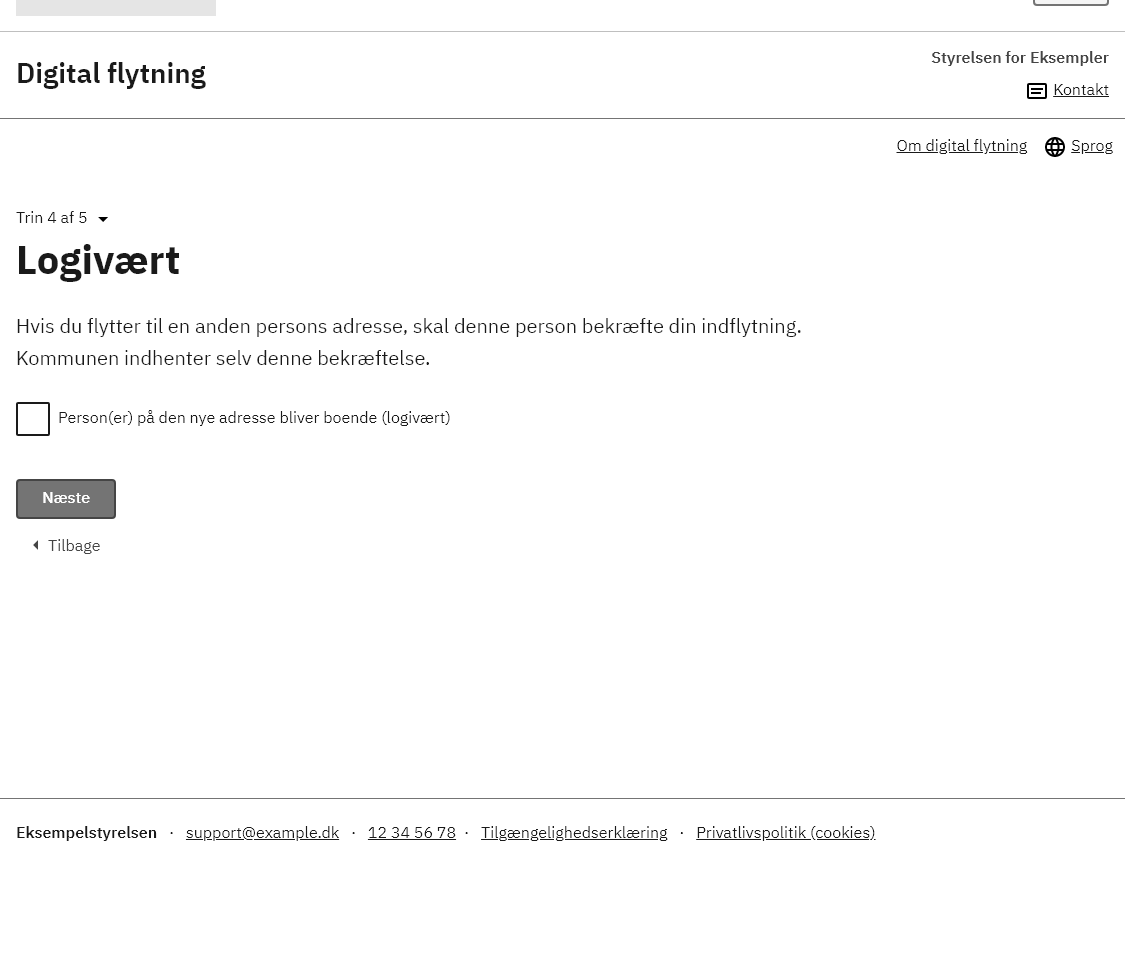 Digital flytning
Styrelsen for Eksempler
Kontakt
Om digital flytning
Sprog
Trin 4 af 5
Logivært
Hvis du flytter til en anden persons adresse, skal denne person bekræfte din indflytning.
Kommunen indhenter selv denne bekræftelse.
Person(er) på den nye adresse bliver boende (logivært)
Næste
Tilbage
Eksempelstyrelsen · support@example.dk · 12 34 56 78 · Tilgængelighedserklæring · Privatlivspolitik (cookies)